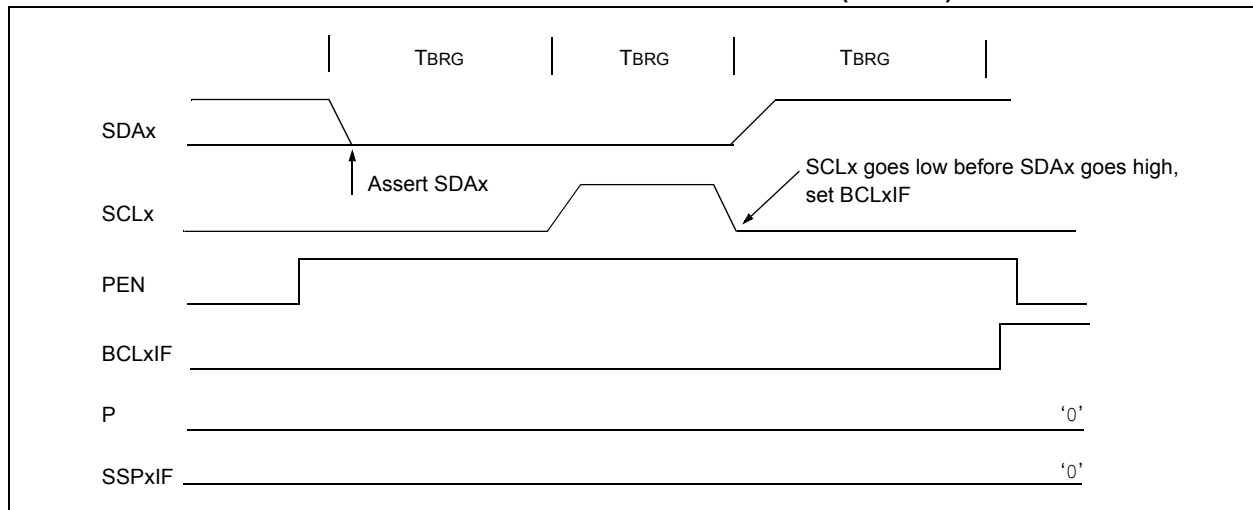 TBRG TBRG TBRG
SDAx
Assert SDAx
SCLx goes low before SDAx goes high,
set BCLxIF
SCLx
PEN
BCLxIF
P
'0'
SSPxIF
'0'